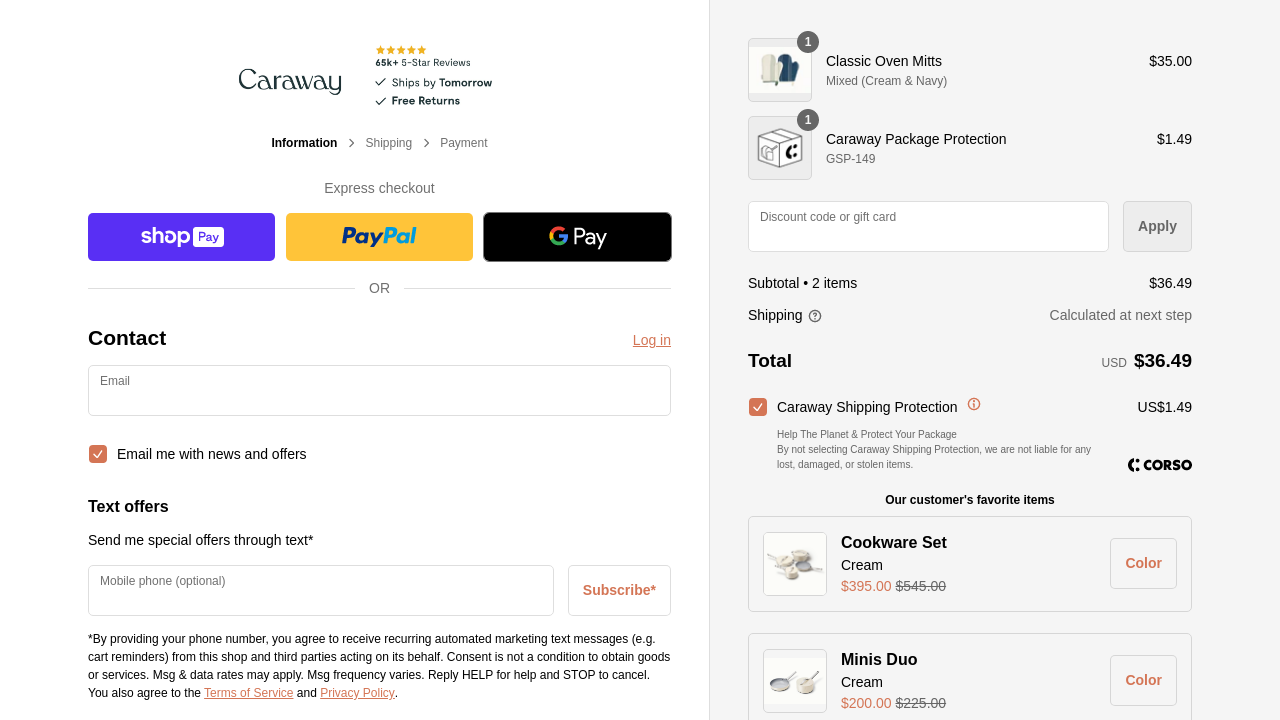 Caraway
65k+ 5-Star Reviews
Ships by Tomorrow
Free Returns
Information
Shipping
Payment
Express checkout
shop Pay
PayPal
G Pay
OR
Contact
Log in
Email
Email me with news and offers
Text offers
Send me special offers through text*
Mobile phone (optional)
Subscribe*
*By providing your phone number, you agree to receive recurring automated marketing text messages (e.g.
cart reminders) from this shop and third parties acting on its behalf. Consent is not a condition to obtain goods
or services. Msg & data rates may apply. Msg frequency varies. Reply HELP for help and STOP to cancel.
You also agree to the Terms of Service and Privacy Policy.
1
Classic Oven Mitts
$35.00
Mixed (Cream & Navy)
1
Caraway Package Protection
$1.49
GSP-149
Discount code or gift card
Apply
Subtotal • 2 items
$36.49
Shipping
Calculated at next step
Total
USD $36.49
Caraway Shipping Protection
US$1.49
Help The Planet & Protect Your Package
By not selecting Caraway Shipping Protection, we are not liable for any
lost, damaged, or stolen items.
CORSO
Our customer's favorite items
Cookware Set
Cream
$395.00 $545.00
Color
Minis Duo
Cream
$200.00 $225.00
Color